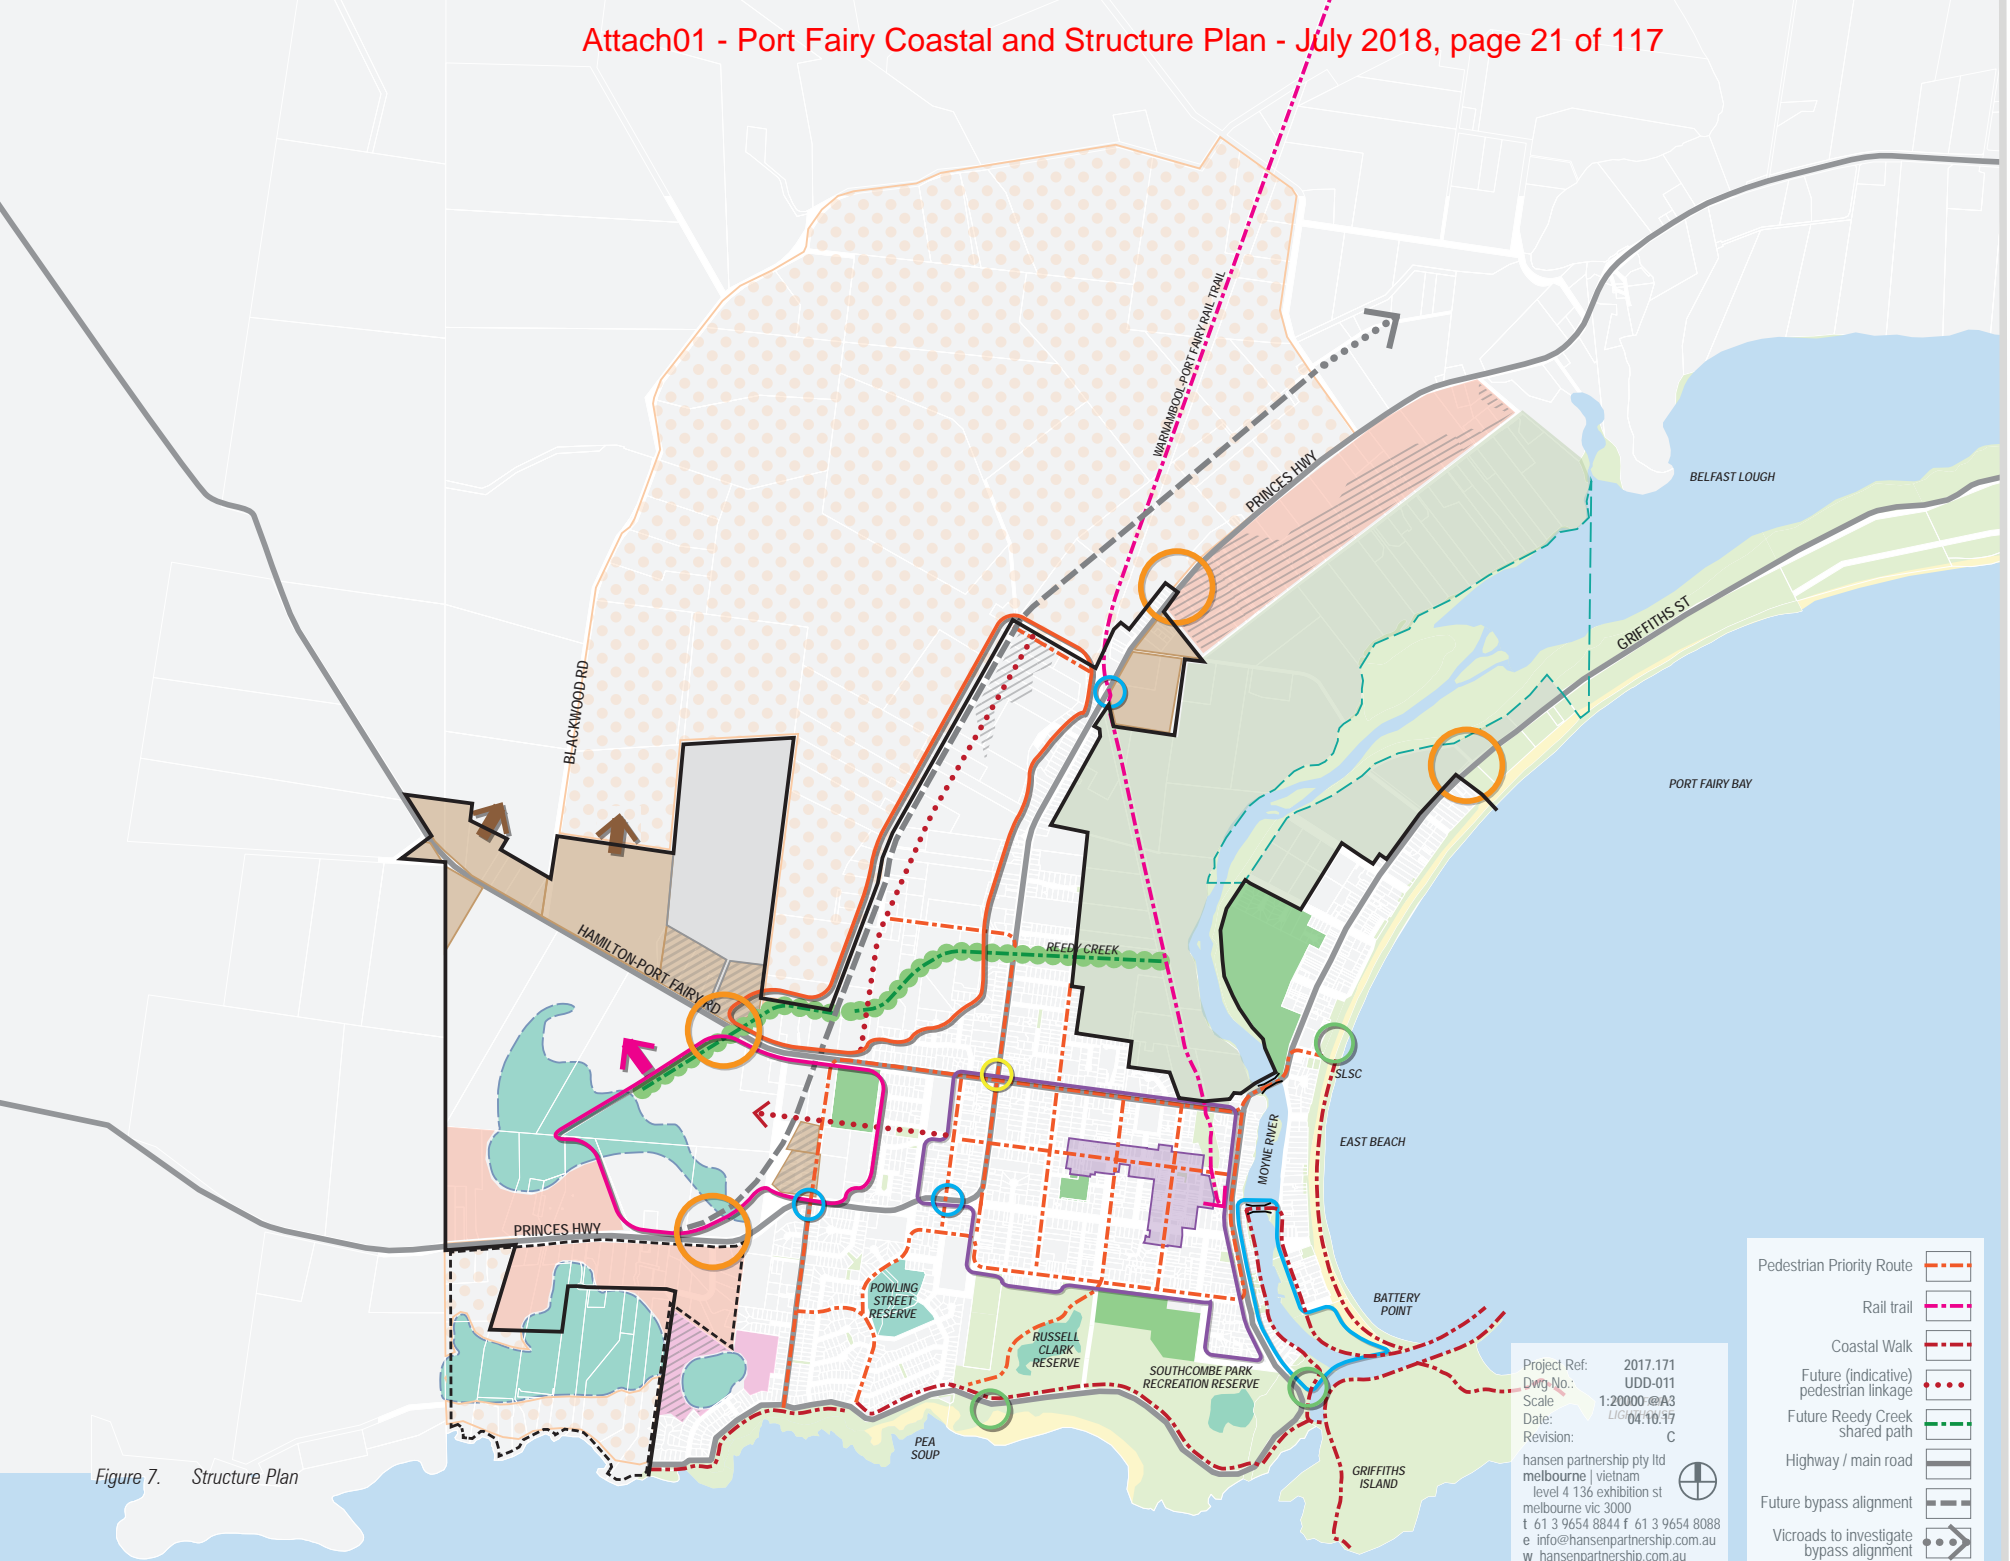 Attach01 - Port Fairy Coastal and Structure Plan - July 2018, page 21 of 117
WARNAMBOOL-PORT FAIRY RAIL TRAIL
PRINCES HWY
BELFAST LOUGH
GRIFFITHS ST
BLACKWOOD RD
PORT FAIRY BAY
HAMILTON-PORT FAIRY RD
REEDY CREEK
SLSC
EAST BEACH
MOYNE RIVER
PRINCES HWY
POWLING
STREET
RESERVE
BATTERY
POINT
RUSSELL
CLARK
RESERVE
SOUTHCOMBE PARK
RECREATION RESERVE
PEA
SOUP
GRIFFITHS
ISLAND
LIGHTHOUSE
Figure 7. Structure Plan
Project Ref: 2017.171
Dwg No.: UDD-011
Scale 1:20000 @A3
Date: 04.10.17
Revision: C
hansen partnership pty ltd
melbourne | vietnam
level 4 136 exhibition st
melbourne vic 3000
t 61 3 9654 8844 f 61 3 9654 8088
e info@hansenpartnership.com.au
w hansenpartnership.com.au
Pedestrian Priority Route
Rail trail
Coastal Walk
Future (indicative)
pedestrian linkage
Future Reedy Creek
shared path
Highway / main road
Future bypass alignment
Vicroads to investigate
bypass alignment